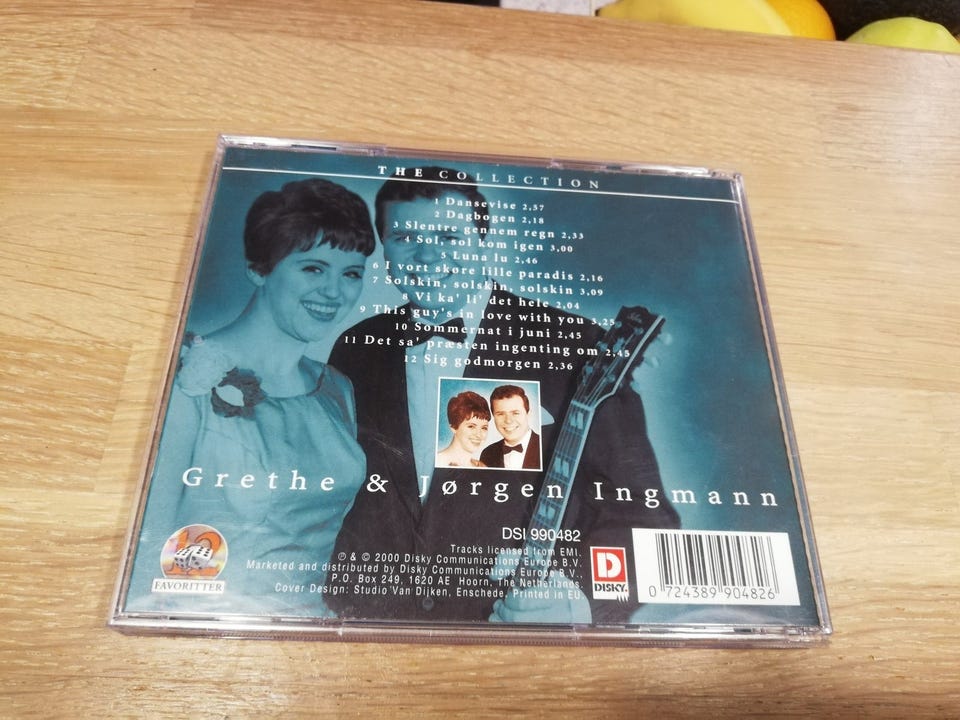 THE COLLECTION
1 Dansevise 2,57
2 Dagbogen 2,18
3 Slentre gennem regn 2,33
4 Sol, sol kom igen 3,00
5 Luna lu 2,46
6 I vort skøre lille paradis 2,16
7 Solskin, solskin, solskin 3,09
8 Vi ka' li' det hele 2,04
9 This guy's in love with you 3,25
10 Sommernat i juni 2,45
11 Det sa' præsten ingenting om 2,45
12 Sig godmorgen 2,36
Grethe & Jørgen Ingmann
DSI 990482
Tracks licensed from EMI.
℗ & © 2000 Disky Communications Europe B.V.
Marketed and distributed by Disky Communications Europe B.V..
P.O. Box 249, 1620 AE Hoorn, The Netherlands.
Cover Design: Studio Van Dijken, Enschede, Printed in EU.
FAVORITTER
D
DISKY
0 724389 904826